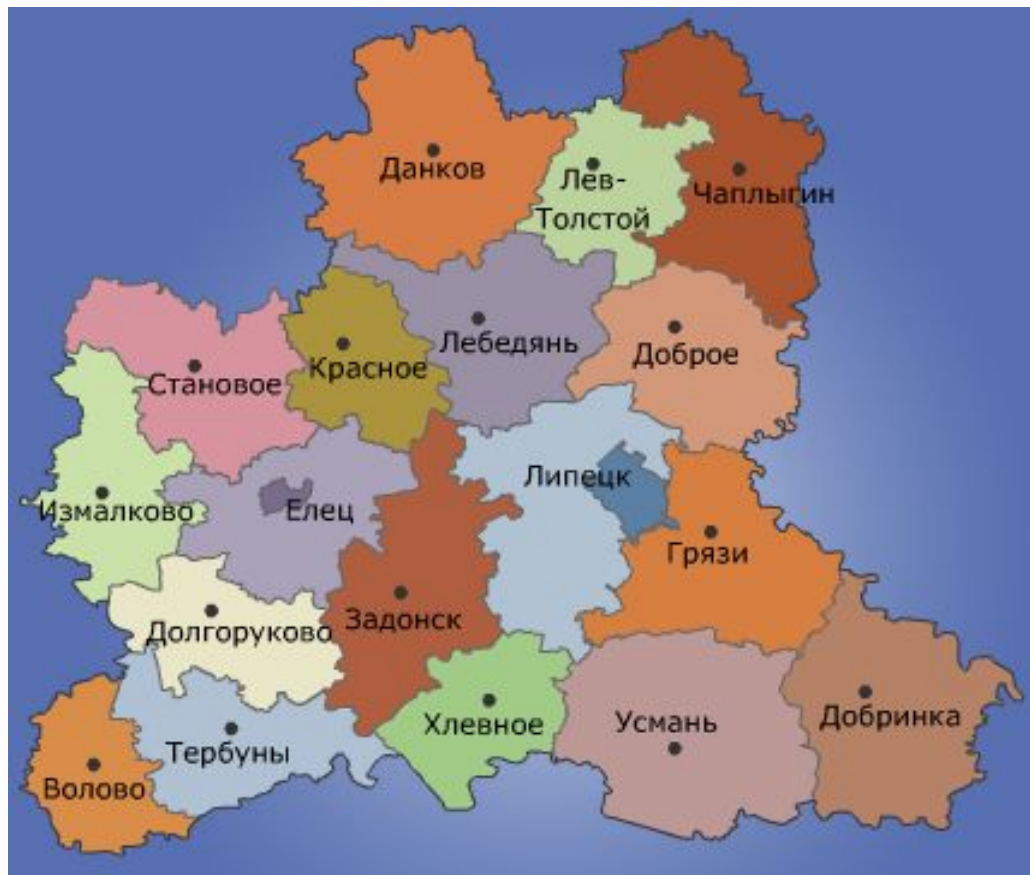 Данков
Лев-
Толстой
Чаплыгин
Лебедянь
Доброе
Красное
Становое
Липецк
Елец
Измалково
Грязи
Задонск
Долгоруково
Хлевное
Усмань
Добринка
Тербуны
Волово